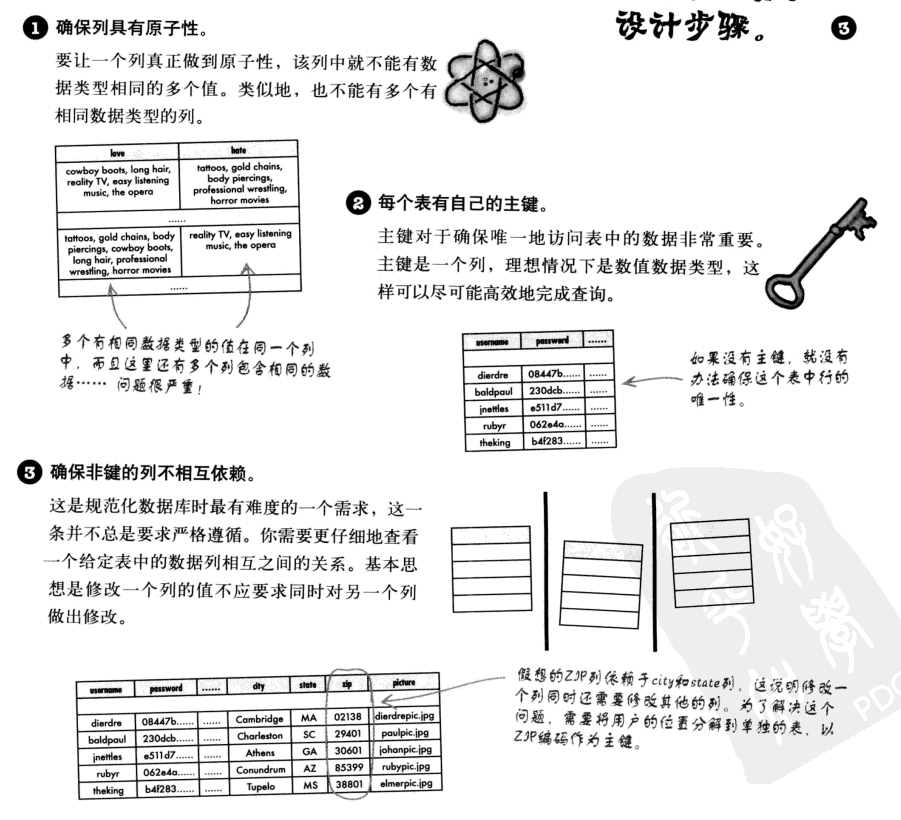 设计步骤。
3
1 确保列具有原子性。
要让一个列真正做到原子性，该列中就不能有数
据类型相同的多个值。类似地，也不能有多个有
相同数据类型的列。
love hate
cowboy boots, long hair, tattoos, gold chains,
reality TV, easy listening body piercings,
music, the opera professional wrestling,
horror movies
......
tattoos, gold chains, body reality TV, easy listening
piercings, cowboy boots, music, the opera
long hair, professional
wrestling, horror movies
......
多个有相同数据类型的值在同一个列
中，而且这里还有多个列包含相同的数
据…… 问题很严重！
2 每个表有自己的主键。
主键对于确保唯一地访问表中的数据非常重要。
主键是一个列，理想情况下是数值数据类型，这
样可以尽可能高效地完成查询。
username password ......
dierdre 08447b...... ......
baldpaul 230dcb...... ......
jnettles e511d7...... ......
rubyr 062e4a...... ......
theking b4f283...... ......
如果没有主键，就没有
办法确保这个表中行的
唯一性。
3 确保非键的列不相互依赖。
这是规范化数据库时最有难度的一个需求，这一
条并不总是要求严格遵循。你需要更仔细地查看
一个给定表中的数据列相互之间的关系。基本思
想是修改一个列的值不应要求同时对另一个列
做出修改。
username password ...... city state zip picture
dierdre 08447b...... ...... Cambridge MA 02138 dierdrepic.jpg
baldpaul 230dcb...... ...... Charleston SC 29401 paulpic.jpg
jnettles e511d7...... ...... Athens GA 30601 johanpic.jpg
rubyr 062e4a...... ...... Conundrum AZ 85399 rubypic.jpg
theking b4f283...... ...... Tupelo MS 38801 elmerpic.jpg
假想的ZIP列依赖于city和state列，这说明修改一
个列同时还需要修改其他的列。为了解决这个
问题，需要将用户的位置分解到单独的表，以
ZIP编码作为主键。
PDG